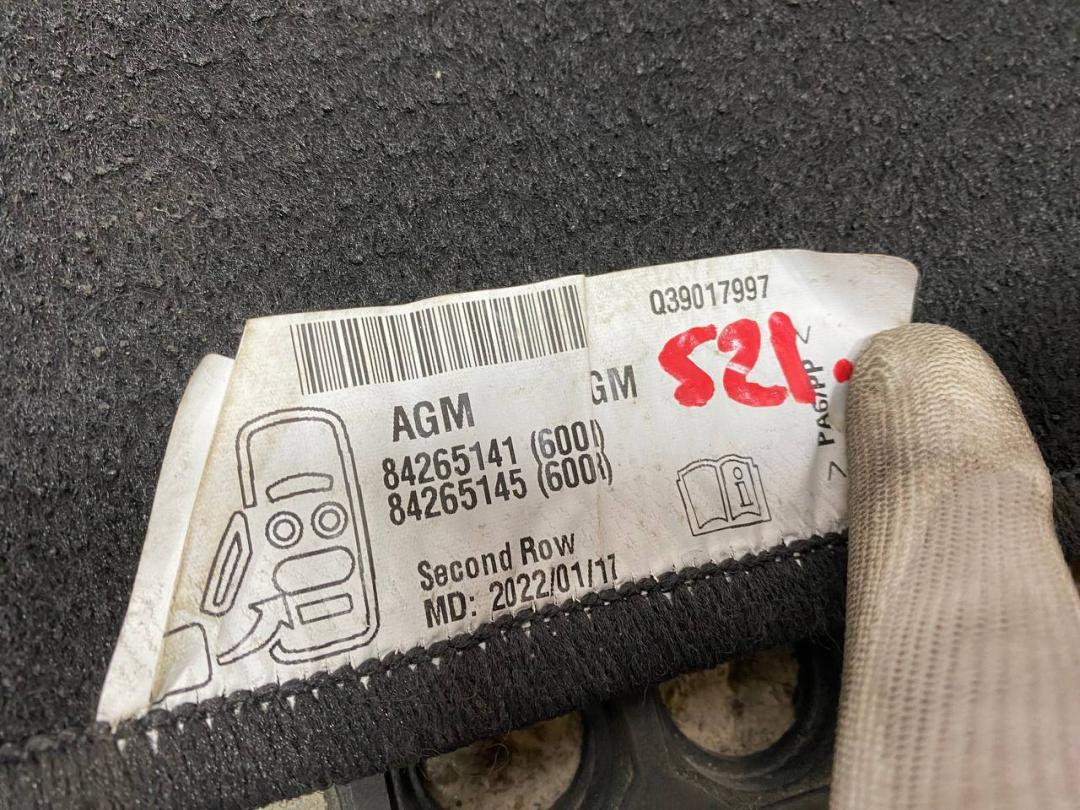 Q39017997
521.
AGM
GM
84265141 (600
84265145 (600
Second Row
MD: 2022/01/17
PA6/PP
i